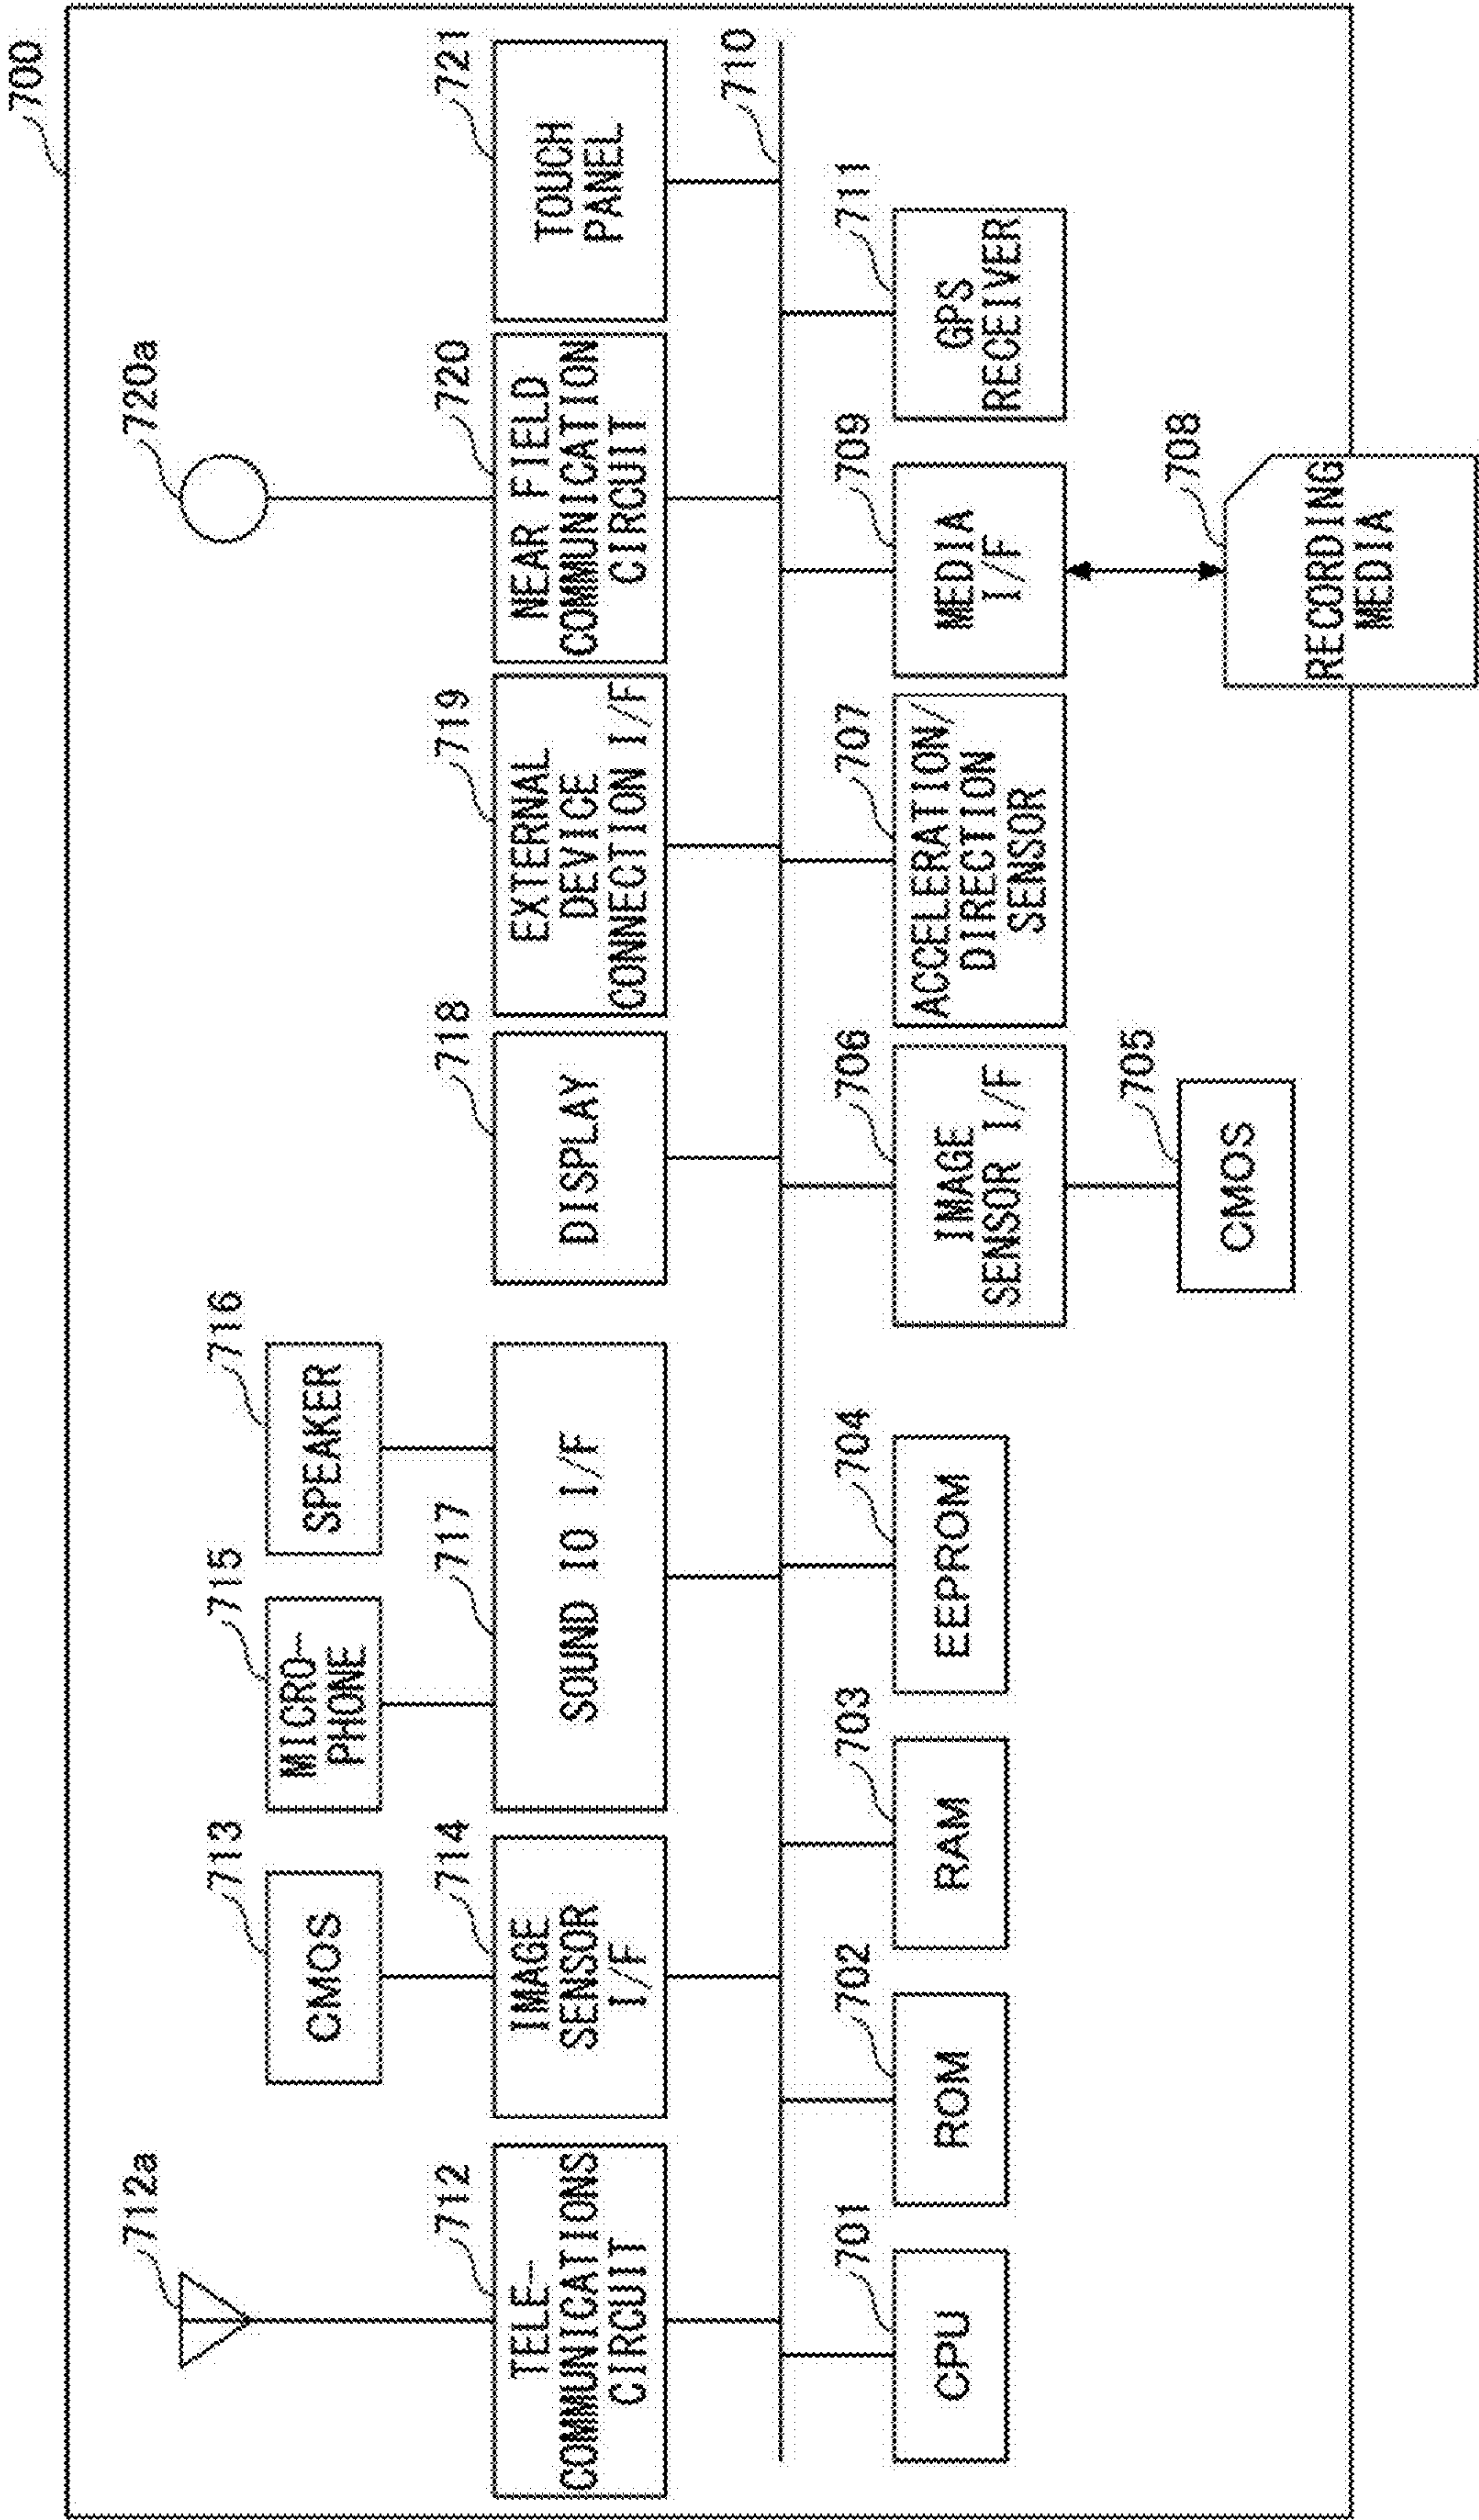 700
712a
720a
713
715
716
CMOS
MICRO-
PHONE
SPEAKER
712
714
717
718
719
720
721
TELE-
COMMUNICATIONS
CIRCUIT
IMAGE
SENSOR
I/F
SOUND IO I/F
DISPLAY
EXTERNAL
DEVICE
CONNECTION I/F
NEAR FIELD
COMMUNICATION
CIRCUIT
TOUCH
PANEL
710
701
702
703
704
706
707
709
711
CPU
ROM
RAM
EEPROM
IMAGE
SENSOR I/F
ACCELERATION/
DIRECTION
SENSOR
MEDIA
I/F
GPS
RECEIVER
705
708
CMOS
RECORDING
MEDIA